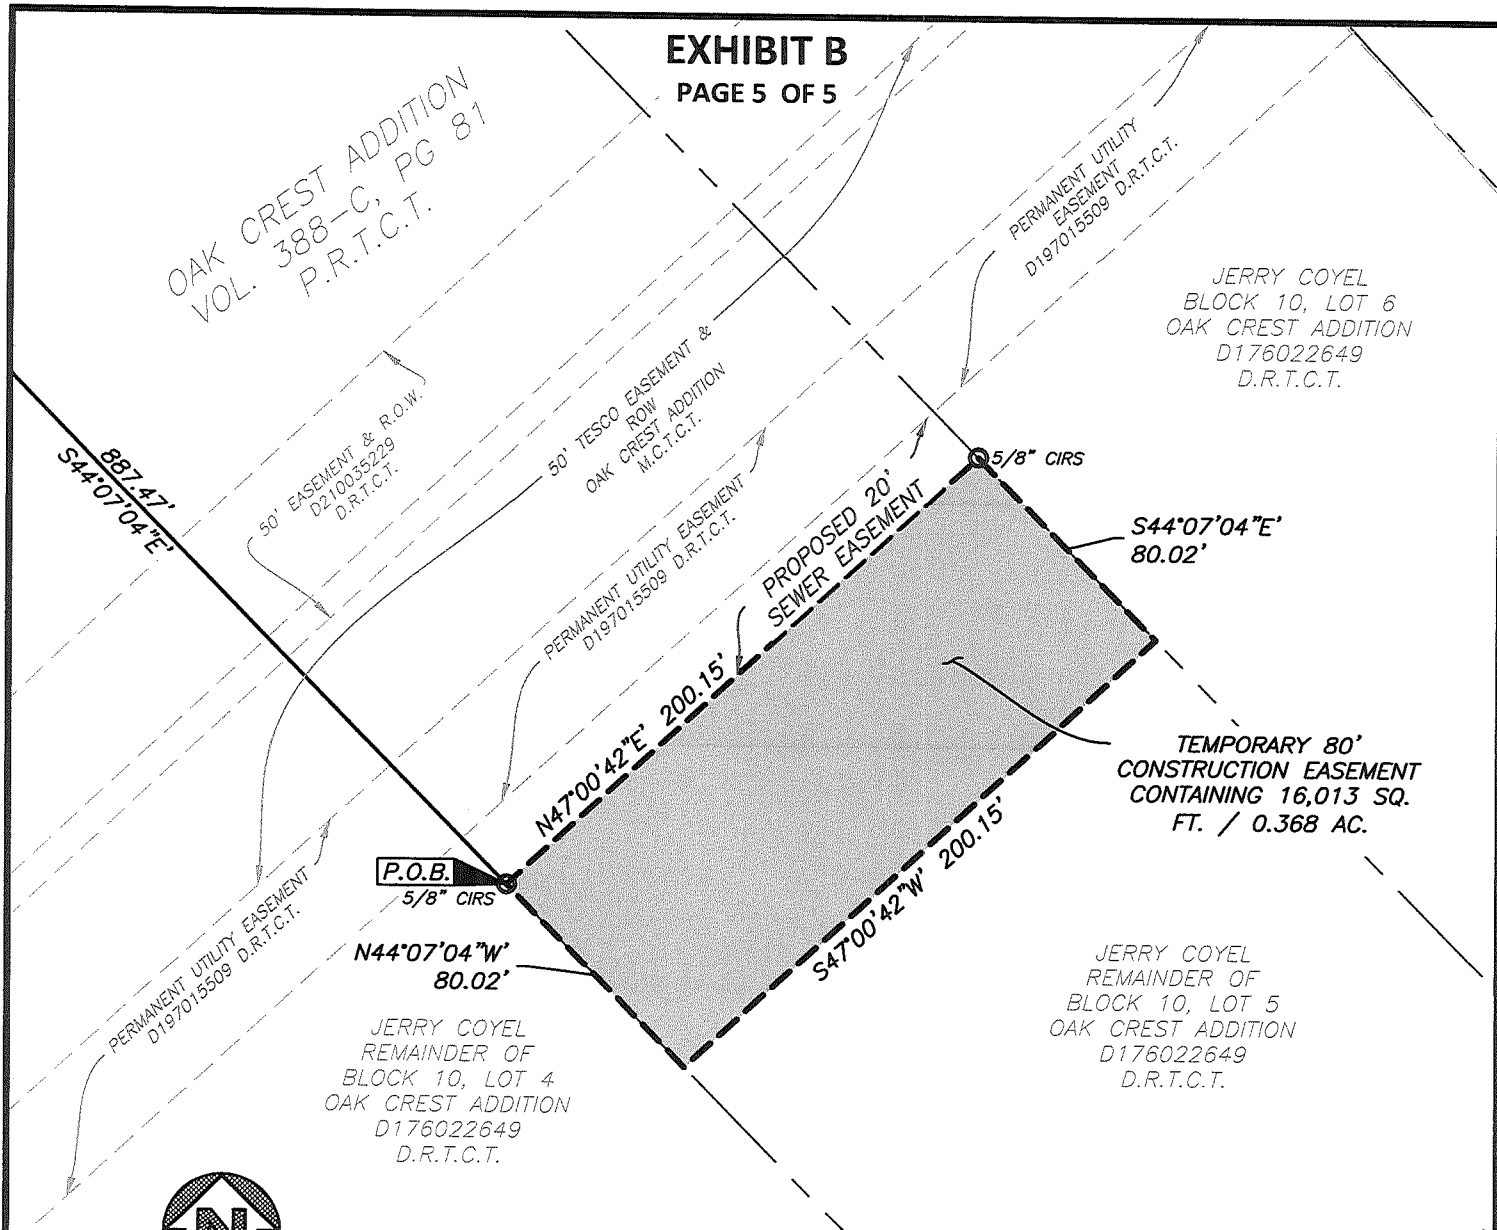 EXHIBIT B
PAGE 5 OF 5
OAK CREST ADDITION
VOL. 388-C, PG 81
P.R.T.C.T.
PERMANENT UTILITY
EASEMENT
D197015509 D.R.T.C.T.
JERRY COYEL
BLOCK 10, LOT 6
OAK CREST ADDITION
D176022649
D.R.T.C.T.
887.47'
S44°07'04"E'
50' EASEMENT & R.O.W.
D210035229
D.R.T.C.T.
50' TESCO EASEMENT &
ROW
OAK CREST ADDITION
M.C.T.C.T.
PERMANENT UTILITY EASEMENT
D197015509 D.R.T.C.T.
PROPOSED 20'
SEWER EASEMENT
5/8" CIRS
S44°07'04"E'
80.02'
N47°00'42"E' 200.15'
TEMPORARY 80'
CONSTRUCTION EASEMENT
CONTAINING 16,013 SQ.
FT. / 0.368 AC.
S47°00'42"W' 200.15'
P.O.B.
5/8" CIRS
N44°07'04"W'
80.02'
PERMANENT UTILITY EASEMENT
D197015509 D.R.T.C.T.
JERRY COYEL
REMAINDER OF
BLOCK 10, LOT 4
OAK CREST ADDITION
D176022649
D.R.T.C.T.
JERRY COYEL
REMAINDER OF
BLOCK 10, LOT 5
OAK CREST ADDITION
D176022649
D.R.T.C.T.
N